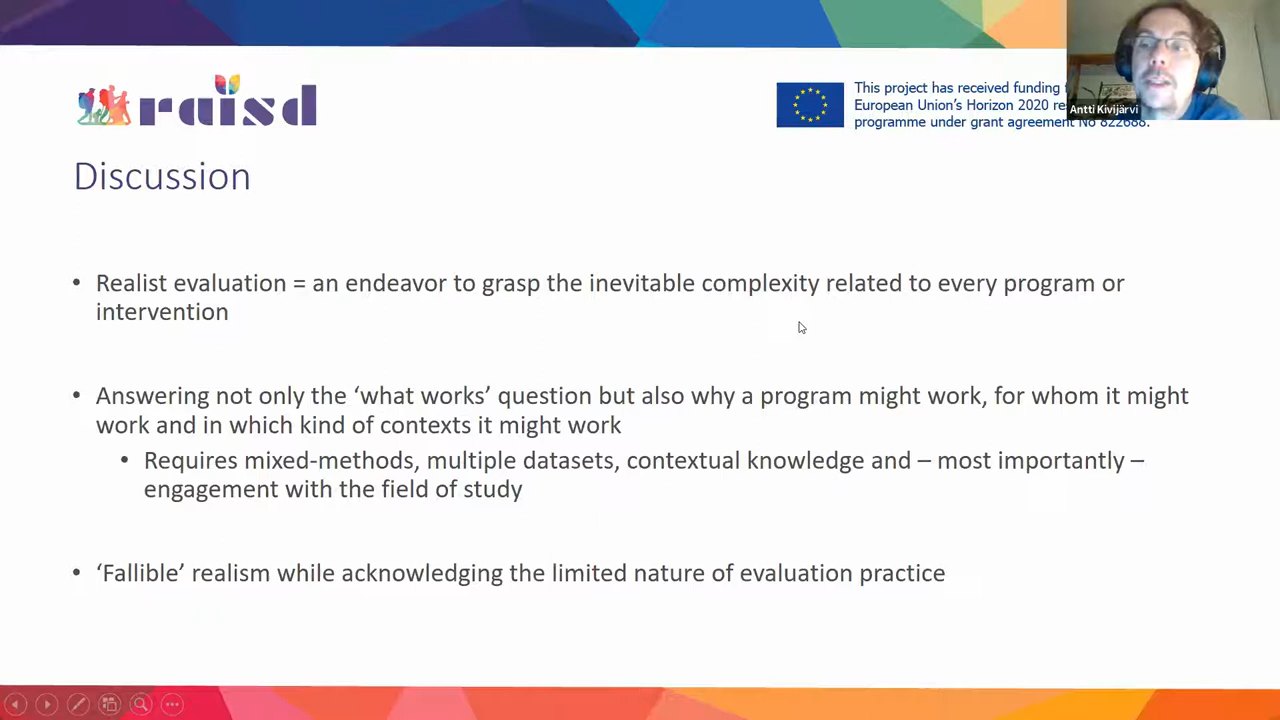 raisd
This project has received funding
European Union's Horizon 2020
programme under grant agreement No 822688.
Antti Kivijärvi
Discussion
• Realist evaluation = an endeavor to grasp the inevitable complexity related to every program or
intervention
• Answering not only the ‘what works’ question but also why a program might work, for whom it might
work and in which kind of contexts it might work
• Requires mixed-methods, multiple datasets, contextual knowledge and – most importantly –
engagement with the field of study
• ‘Fallible’ realism while acknowledging the limited nature of evaluation practice